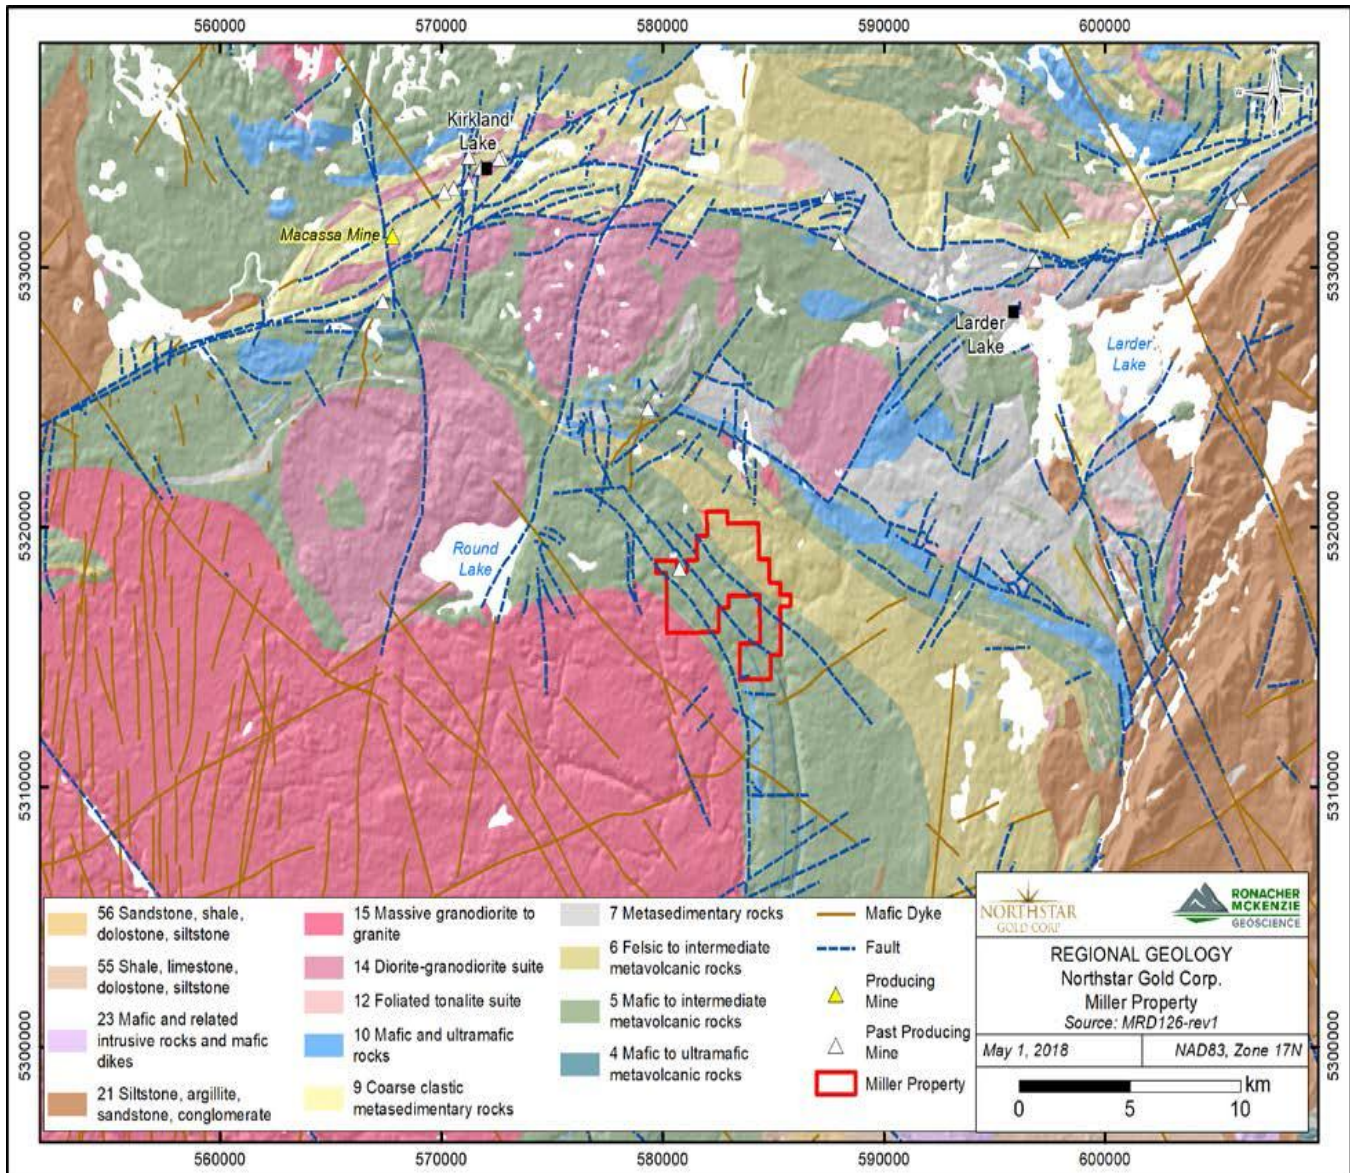 560000
570000
580000
590000
600000
N
W
E
S
Kirkland
Lake
Macassa Mine
5330000
5330000
Larder
Lake
Larder
Lake
5320000
5320000
Round
Lake
5310000
5310000
56 Sandstone, shale,
dolostone, siltstone
55 Shale, limestone,
dolostone, siltstone
23 Mafic and related
intrusive rocks and mafic
dikes
21 Siltstone, argillite,
sandstone, conglomerate
15 Massive granodiorite to
granite
14 Diorite-granodiorite suite
12 Foliated tonalite suite
10 Mafic and ultramafic
rocks
9 Coarse clastic
metasedimentary rocks
7 Metasedimentary rocks
6 Felsic to intermediate
metavolcanic rocks
5 Mafic to intermediate
metavolcanic rocks
4 Mafic to ultramafic
metavolcanic rocks
Mafic Dyke
Fault
Producing
Mine
Past Producing
Mine
Miller Property
NORTHSTAR
GOLD CORP
RONACHER
MCKENZIE
GEOSCIENCE
REGIONAL GEOLOGY
Northstar Gold Corp.
Miller Property
Source: MRD126-rev1
May 1, 2018
NAD83, Zone 17N
km
0 5 10
5300000
5300000
560000
570000
580000
590000
600000